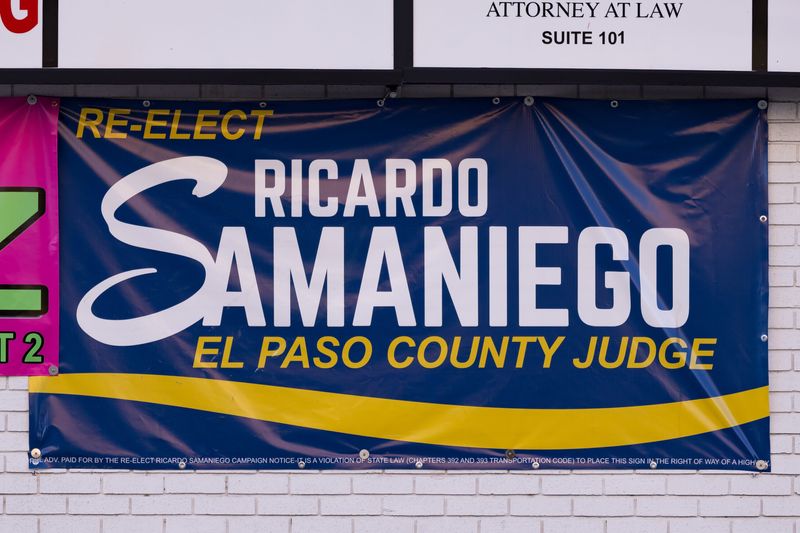 G
ATTORNEY AT LAW
SUITE 101
RE-ELECT
RICARDO
SAMANIEGO
EL PASO COUNTY JUDGE
Z
T 2
ADV. PAID FOR BY THE RE-ELECT RICARDO SAMANIEGO CAMPAIGN NOTICE-IT IS A VIOLATION OF STATE LAW (CHAPTERS 392 AND 393 TRANSPORTATION CODE) TO PLACE THIS SIGN IN THE RIGHT OF WAY OF A HIGH